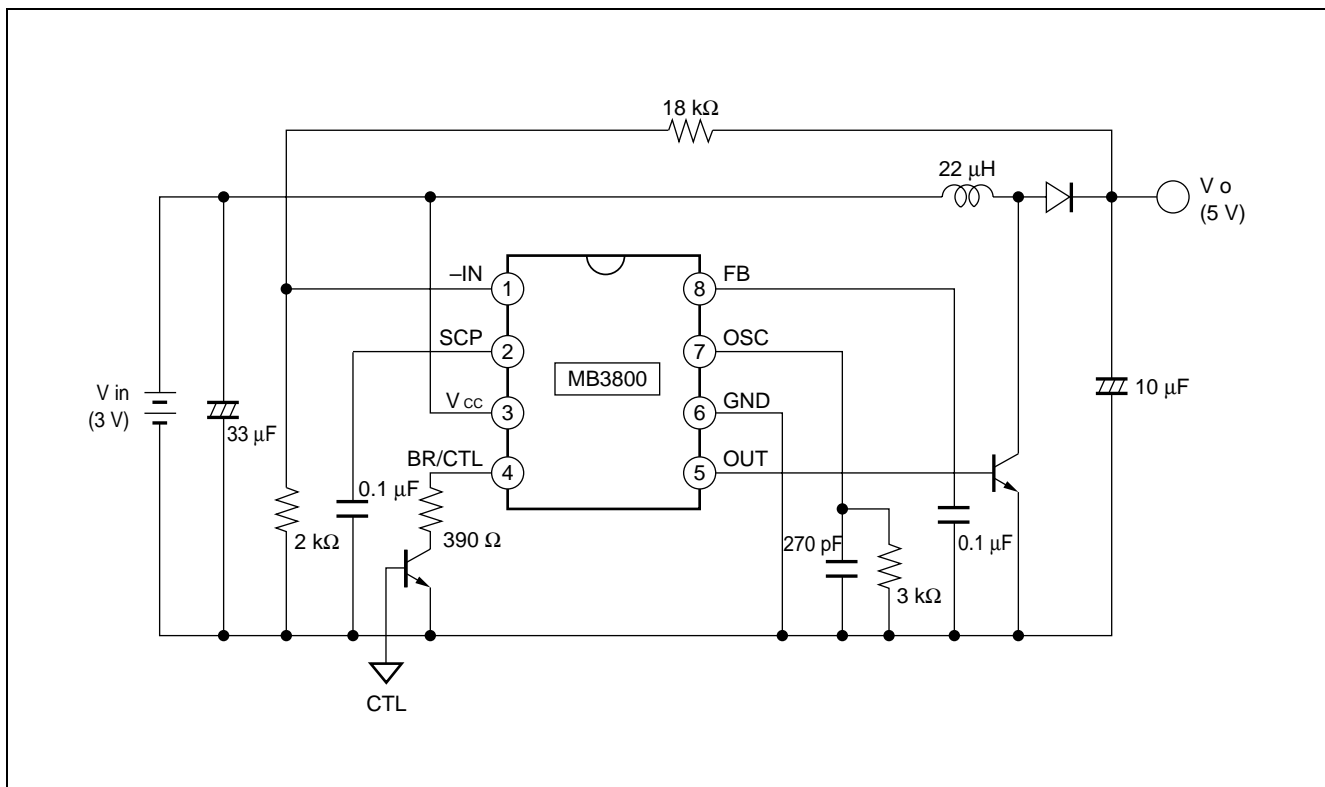 18 kΩ
22 μH
V o
(5 V)
–IN
FB
1
8
SCP
OSC
2
7
MB3800
V in
(3 V)
33 μF
VCC
GND
3
6
10 μF
BR/CTL
OUT
4
5
0.1 μF
2 kΩ
390 Ω
270 pF
3 kΩ
0.1 μF
CTL